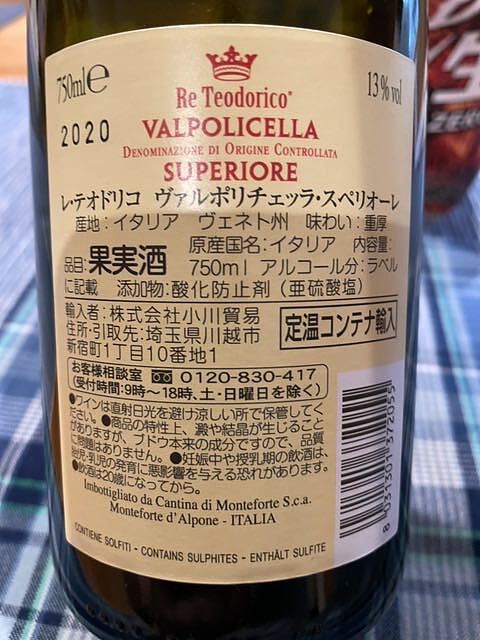 750ml e
13% vol
2020
Re Teodorico®
VALPOLICELLA
DENOMINAZIONE DI ORIGINE CONTROLLATA
SUPERIORE
レ・テオドリコ ヴァルポリチェッラ・スペリオーレ
産地:イタリア ヴェネト州 味わい:重厚
品目:果実酒 原産国名:イタリア 内容量:
750ml アルコール分:ラベル
に記載 添加物:酸化防止剤(亜硫酸塩)
輸入者:株式会社小川貿易
住所・引取先:埼玉県川越市
新宿町1丁目10番地1
定温コンテナ輸入
お客様相談室 0120-830-417
(受付時間:9時~18時、土・日曜日を除く)
●ワインは直射日光を避け涼しい所で保管してく
ださい。●商品の特性上、澱や結晶が生じること
がありますが、ブドウ本来の成分ですので、品質
に問題はありません。●妊娠中や授乳期の飲酒は、
胎児・乳児の発育に悪影響を与える恐れがあります。
●飲酒は20歳になってから。
Imbottigliato da Cantina di Monteforte S.c.a.
Monteforte d'Alpone - ITALIA
CONTIENE SOLFITI - CONTAINS SULPHITES - ENTHÄLT SULFITE
8 031301 372055
生
ZERO